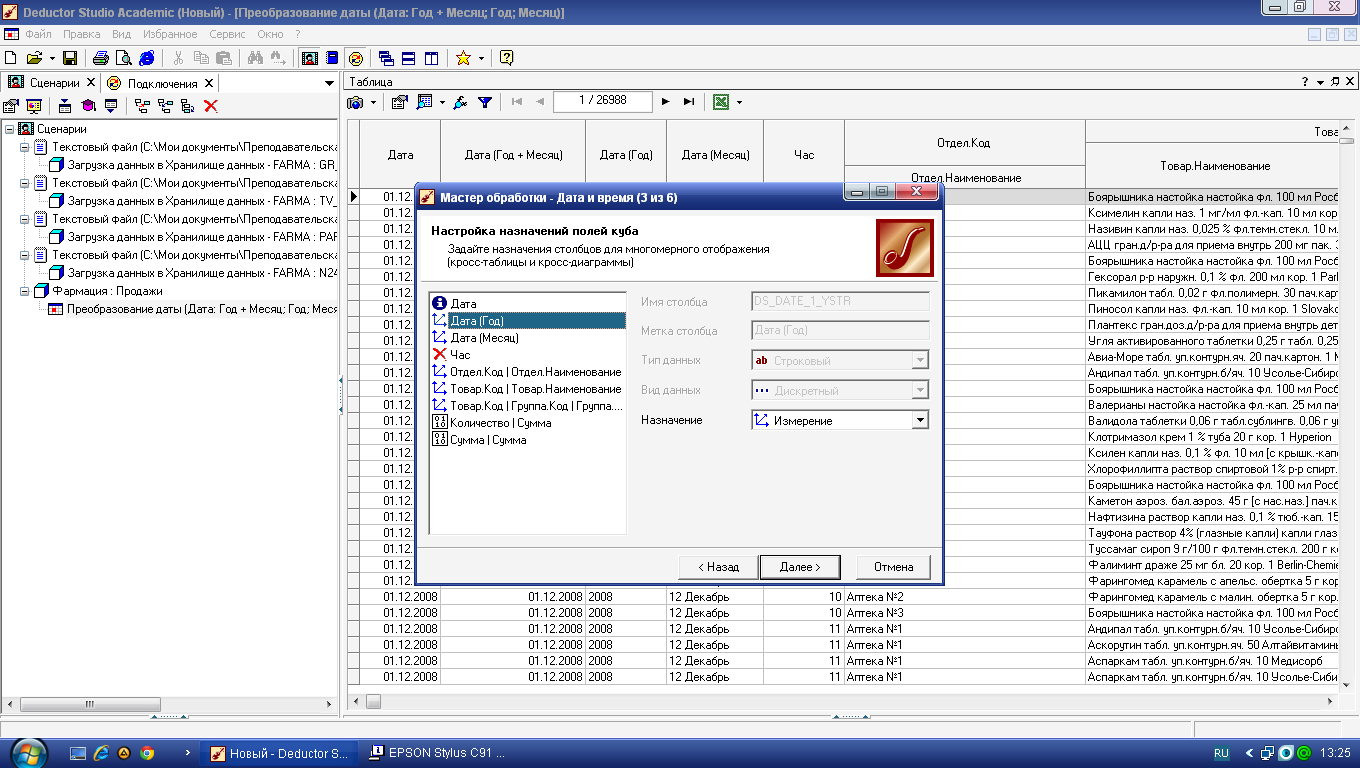 Deductor Studio Academic (Новый) - [Преобразование даты (Дата: Год + Месяц; Год; Месяц)]
Файл Правка Вид Избранное Сервис Окно ?
Сценарии Подключения
Таблица
1 / 26988
Сценарии
Текстовый файл (C:\Мои документы\Преподавательска
Загрузка данных в Хранилище данных - FARMA : GR_
Текстовый файл (C:\Мои документы\Преподавательска
Загрузка данных в Хранилище данных - FARMA : TV_
Текстовый файл (C:\Мои документы\Преподавательска
Загрузка данных в Хранилище данных - FARMA : PAF
Текстовый файл (C:\Мои документы\Преподавательска
Загрузка данных в Хранилище данных - FARMA : N24
Фармация : Продажи
Преобразование даты (Дата: Год + Месяц; Год; Меся
Дата Дата (Год + Месяц) Дата (Год) Дата (Месяц) Час Отдел.Код Това
Отдел.Наименование Товар.Наименование
01.12. Боярышника настойка настойка фл. 100 мл Росб
01.12. Ксимелин капли наз. 1 мг/мл фл.-кап. 10 мл кор
01.12. Називин капли наз. 0,025 % фл.темн.стекл. 10 м
01.12. АЦЦ гран.д/р-ра для приема внутрь 200 мг пак. 3
01.12. Гексорал р-р наружн. 0,1 % фл. 200 мл кор. 1 Park
01.12. Пикамилон табл. 0,02 г фл.полимерн. 30 пач.карт
01.12. Пиносол капли наз. фл.-кап. 10 мл кор. 1 Slovako
01.12. Плантекс гран.д/р-ра для приема внутрь дет
01.12. Угля активированного таблетки 0,25 г табл. 0,25
01.12. Авиа-Море табл. уп.контурн.яч. 20 пач.картон. 1 М
01.12. Андипал табл. уп.контурн.б/яч. 10 Усолье-Сибир
01.12. Боярышника настойка настойка фл. 100 мл Росб
01.12. Валерианы настойка настойка фл.-кап. 25 мл пач
01.12. Валидола таблетки 0,06 г табл.сублингв. 0,06 г уп
01.12. Клотримазол крем 1 % туба 20 г кор. 1 Hyperion
01.12. Ксилен капли наз. 0,1 % фл. 10 мл [с крышк.-капе
01.12. Хлорофиллипта раствор спиртовой 1% р-р спирт.
01.12. Боярышника настойка настойка фл. 100 мл Росб
01.12. Каметон аэроз. бал.аэроз. 45 г [с нас.наз.] пач.к
01.12. Нафтизина раствор капли наз. 0,1 % тюб.-кап. 15
01.12. Тауфона раствор 4% (глазные капли) капли глаз
01.12. Туссамаг сироп 9 г/100 г фл.темн.стекл. 200 г к
01.12. Фалиминт драже 25 мг бл. 20 кор. 1 Berlin-Chemie
01.12. Фарингомед карамель с апельс. обертка 5 г кор
01.12.2008 01.12.2008 2008 12 Декабрь 10 Аптека №2 Фарингомед карамель с малин. обертка 5 г кор.
01.12.2008 01.12.2008 2008 12 Декабрь 10 Аптека №3 Боярышника настойка настойка фл. 100 мл Росб
01.12.2008 01.12.2008 2008 12 Декабрь 11 Аптека №1 Андипал табл. уп.контурн.б/яч. 10 Усолье-Сибирс
01.12.2008 01.12.2008 2008 12 Декабрь 11 Аптека №1 Аскорутин табл. уп.контурн.яч. 50 Алтайвитамины
01.12.2008 01.12.2008 2008 12 Декабрь 11 Аптека №1 Аспаркам табл. уп.контурн.б/яч. 10 Медисорб
01.12.2008 01.12.2008 2008 12 Декабрь 11 Аптека №1 Аспаркам табл. уп.контурн.б/яч. 10 Усолье-Сиби
Мастер обработки - Дата и время (3 из 6)
Настройка назначений полей куба
Задайте назначения столбцов для многомерного отображения
(кросс-таблицы и кросс-диаграммы)
Дата
Дата (Год)
Дата (Месяц)
Час
Отдел.Код | Отдел.Наименование
Товар.Код | Товар.Наименование
Товар.Код | Группа.Код | Группа....
Количество | Сумма
Сумма | Сумма
Имя столбца DS_DATE_1_YSTR
Метка столбца Дата (Год)
Тип данных ab Строковый
Вид данных Дискретный
Назначение Измерение
< Назад Далее > Отмена
Новый - Deductor S... EPSON Stylus C91 ... RU 13:25